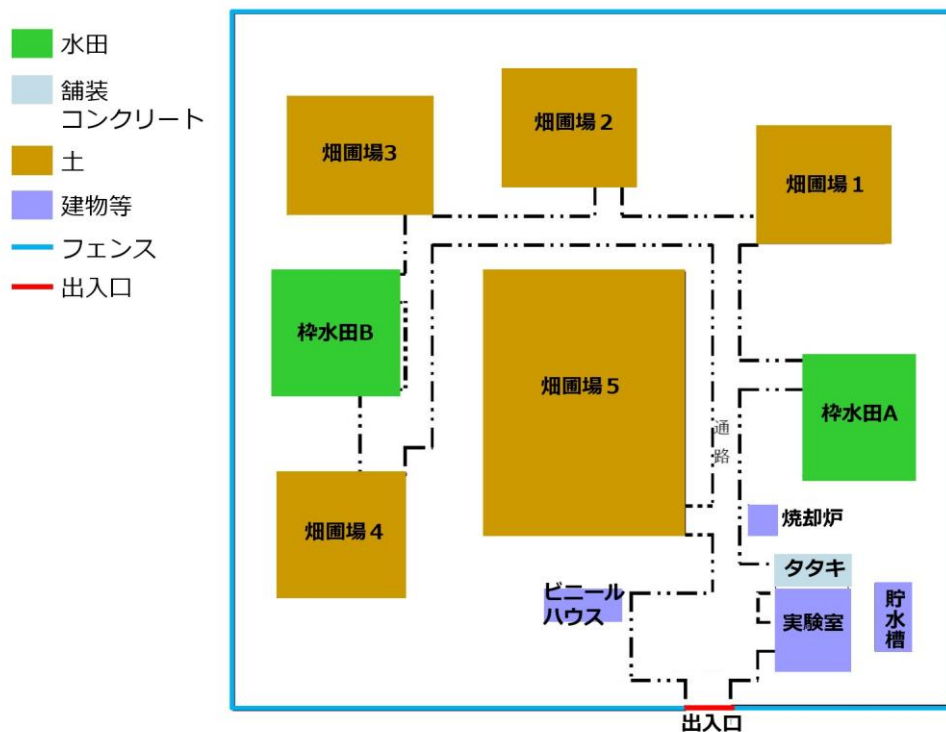 水田
舗装
コンクリート
土
建物等
フェンス
出入口
畑圃場3
畑圃場２
畑圃場１
枠水田B
畑圃場５
枠水田A
通路
畑圃場４
焼却炉
タタキ
ビニール
ハウス
実験室
貯水槽
出入口